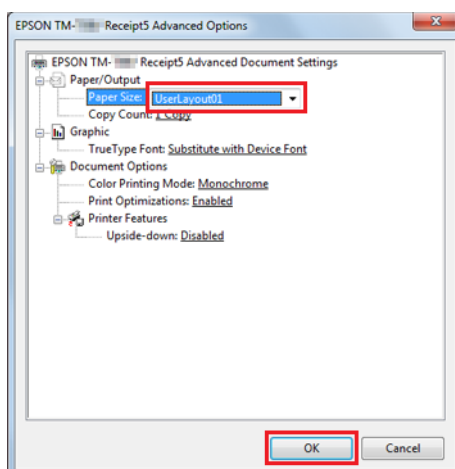 EPSON TM- Receipt5 Advanced Options
EPSON TM- Receipt5 Advanced Document Settings
Paper/Output
Paper Size: UserLayout01
Copy Count: 1 Copy
Graphic
TrueType Font: Substitute with Device Font
Document Options
Color Printing Mode: Monochrome
Print Optimizations: Enabled
Printer Features
Upside-down: Disabled
OK Cancel